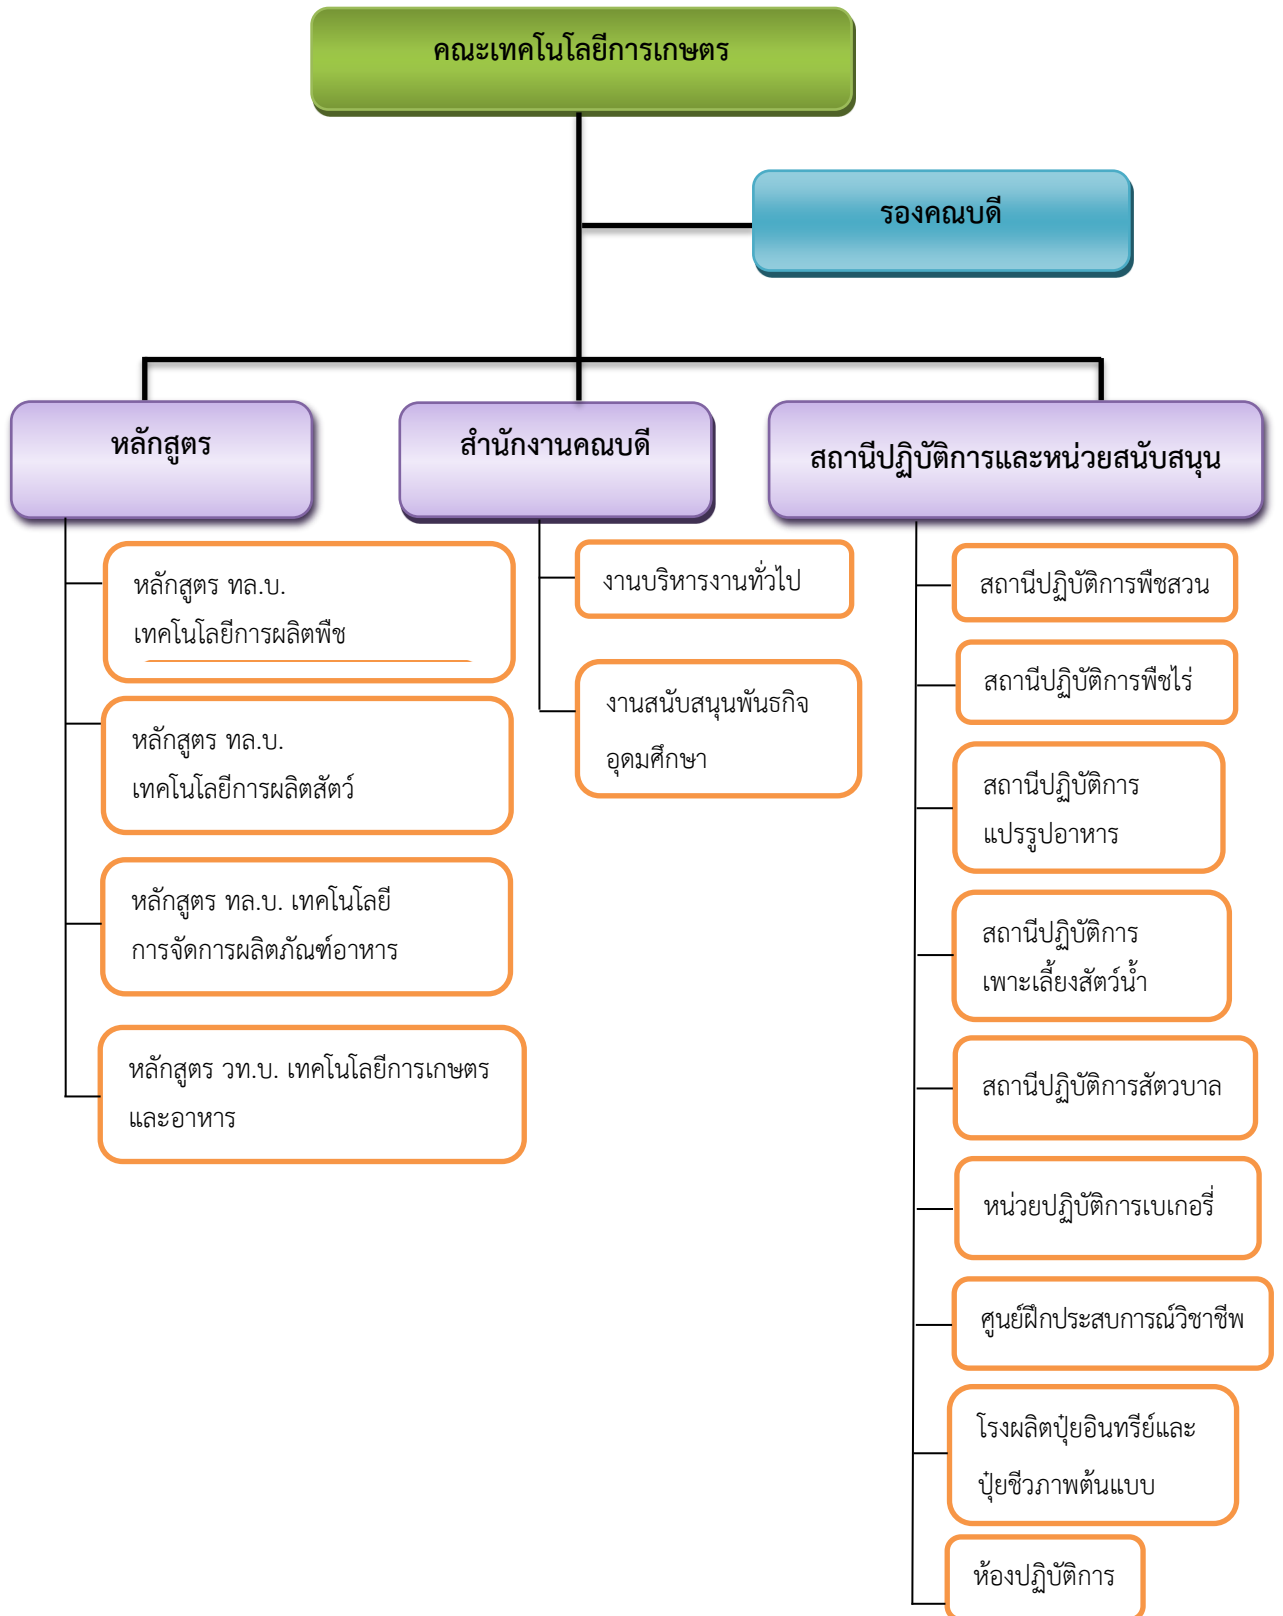 คณะเทคโนโลยีการเกษตร
รองคณบดี
หลักสูตร
หลักสูตร ทล.บ.
เทคโนโลยีการผลิตพืช
หลักสูตร ทล.บ.
เทคโนโลยีการผลิตสัตว์
หลักสูตร ทล.บ. เทคโนโลยี
การจัดการผลิตภัณฑ์อาหาร
หลักสูตร วท.บ. เทคโนโลยีการเกษตร
และอาหาร
สำนักงานคณบดี
งานบริหารงานทั่วไป
งานสนับสนุนพันธกิจ
อุดมศึกษา
สถานีปฏิบัติการและหน่วยสนับสนุน
สถานีปฏิบัติการพืชสวน
สถานีปฏิบัติการพืชไร่
สถานีปฏิบัติการ
แปรรูปอาหาร
สถานีปฏิบัติการ
เพาะเลี้ยงสัตว์น้ำ
สถานีปฏิบัติการสัตวบาล
หน่วยปฏิบัติการเบเกอรี่
ศูนย์ฝึกประสบการณ์วิชาชีพ
โรงผลิตปุ๋ยอินทรีย์และ
ปุ๋ยชีวภาพต้นแบบ
ห้องปฏิบัติการ